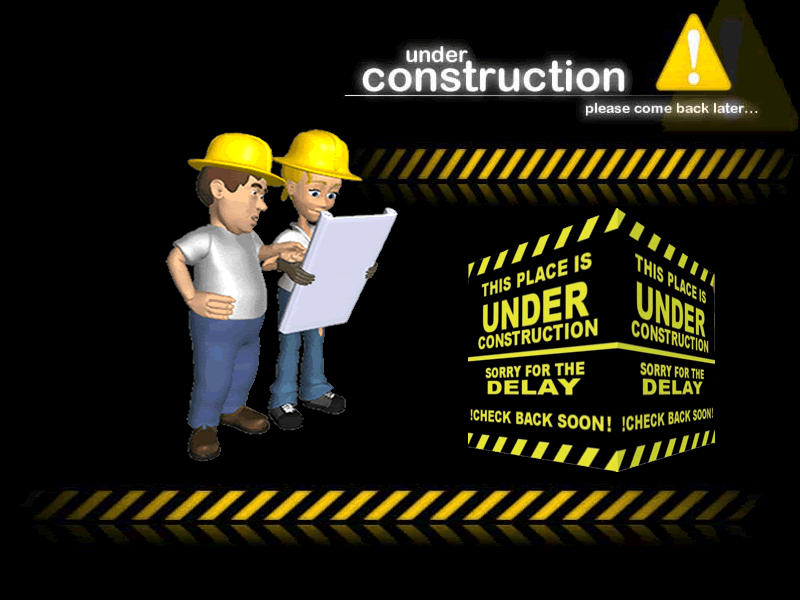 under
construction
please come back later...
THIS PLACE IS
UNDER
CONSTRUCTION
SORRY FOR THE
DELAY
!CHECK BACK SOON!
THIS PLACE IS
UNDER
CONSTRUCTION
SORRY FOR THE
DELAY
!CHECK BACK SOON!